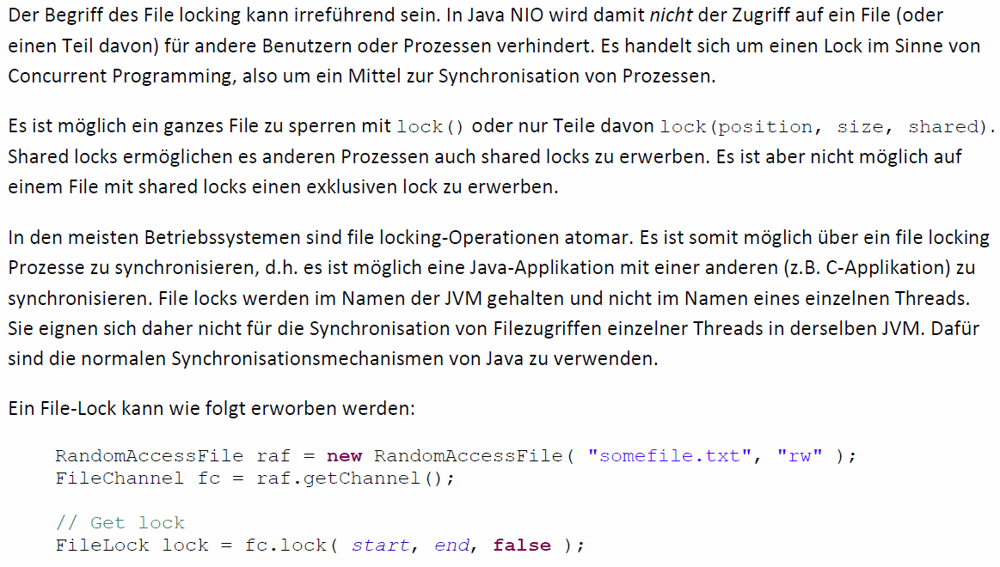 Der Begriff des File locking kann irreführend sein. In Java NIO wird damit nicht der Zugriff auf ein File (oder
einen Teil davon) für andere Benutzern oder Prozessen verhindert. Es handelt sich um einen Lock im Sinne von
Concurrent Programming, also um ein Mittel zur Synchronisation von Prozessen.
Es ist möglich ein ganzes File zu sperren mit lock() oder nur Teile davon lock(position, size, shared).
Shared locks ermöglichen es anderen Prozessen auch shared locks zu erwerben. Es ist aber nicht möglich auf
einem File mit shared locks einen exklusiven lock zu erwerben.
In den meisten Betriebssystemen sind file locking-Operationen atomar. Es ist somit möglich über ein file locking
Prozesse zu synchronisieren, d.h. es ist möglich eine Java-Applikation mit einer anderen (z.B. C-Applikation) zu
synchronisieren. File locks werden im Namen der JVM gehalten und nicht im Namen eines einzelnen Threads.
Sie eignen sich daher nicht für die Synchronisation von Filezugriffen einzelner Threads in derselben JVM. Dafür
sind die normalen Synchronisationsmechanismen von Java zu verwenden.
Ein File-Lock kann wie folgt erworben werden:
RandomAccessFile raf = new RandomAccessFile( "somefile.txt", "rw" );
FileChannel fc = raf.getChannel();
// Get lock
FileLock lock = fc.lock( start, end, false );